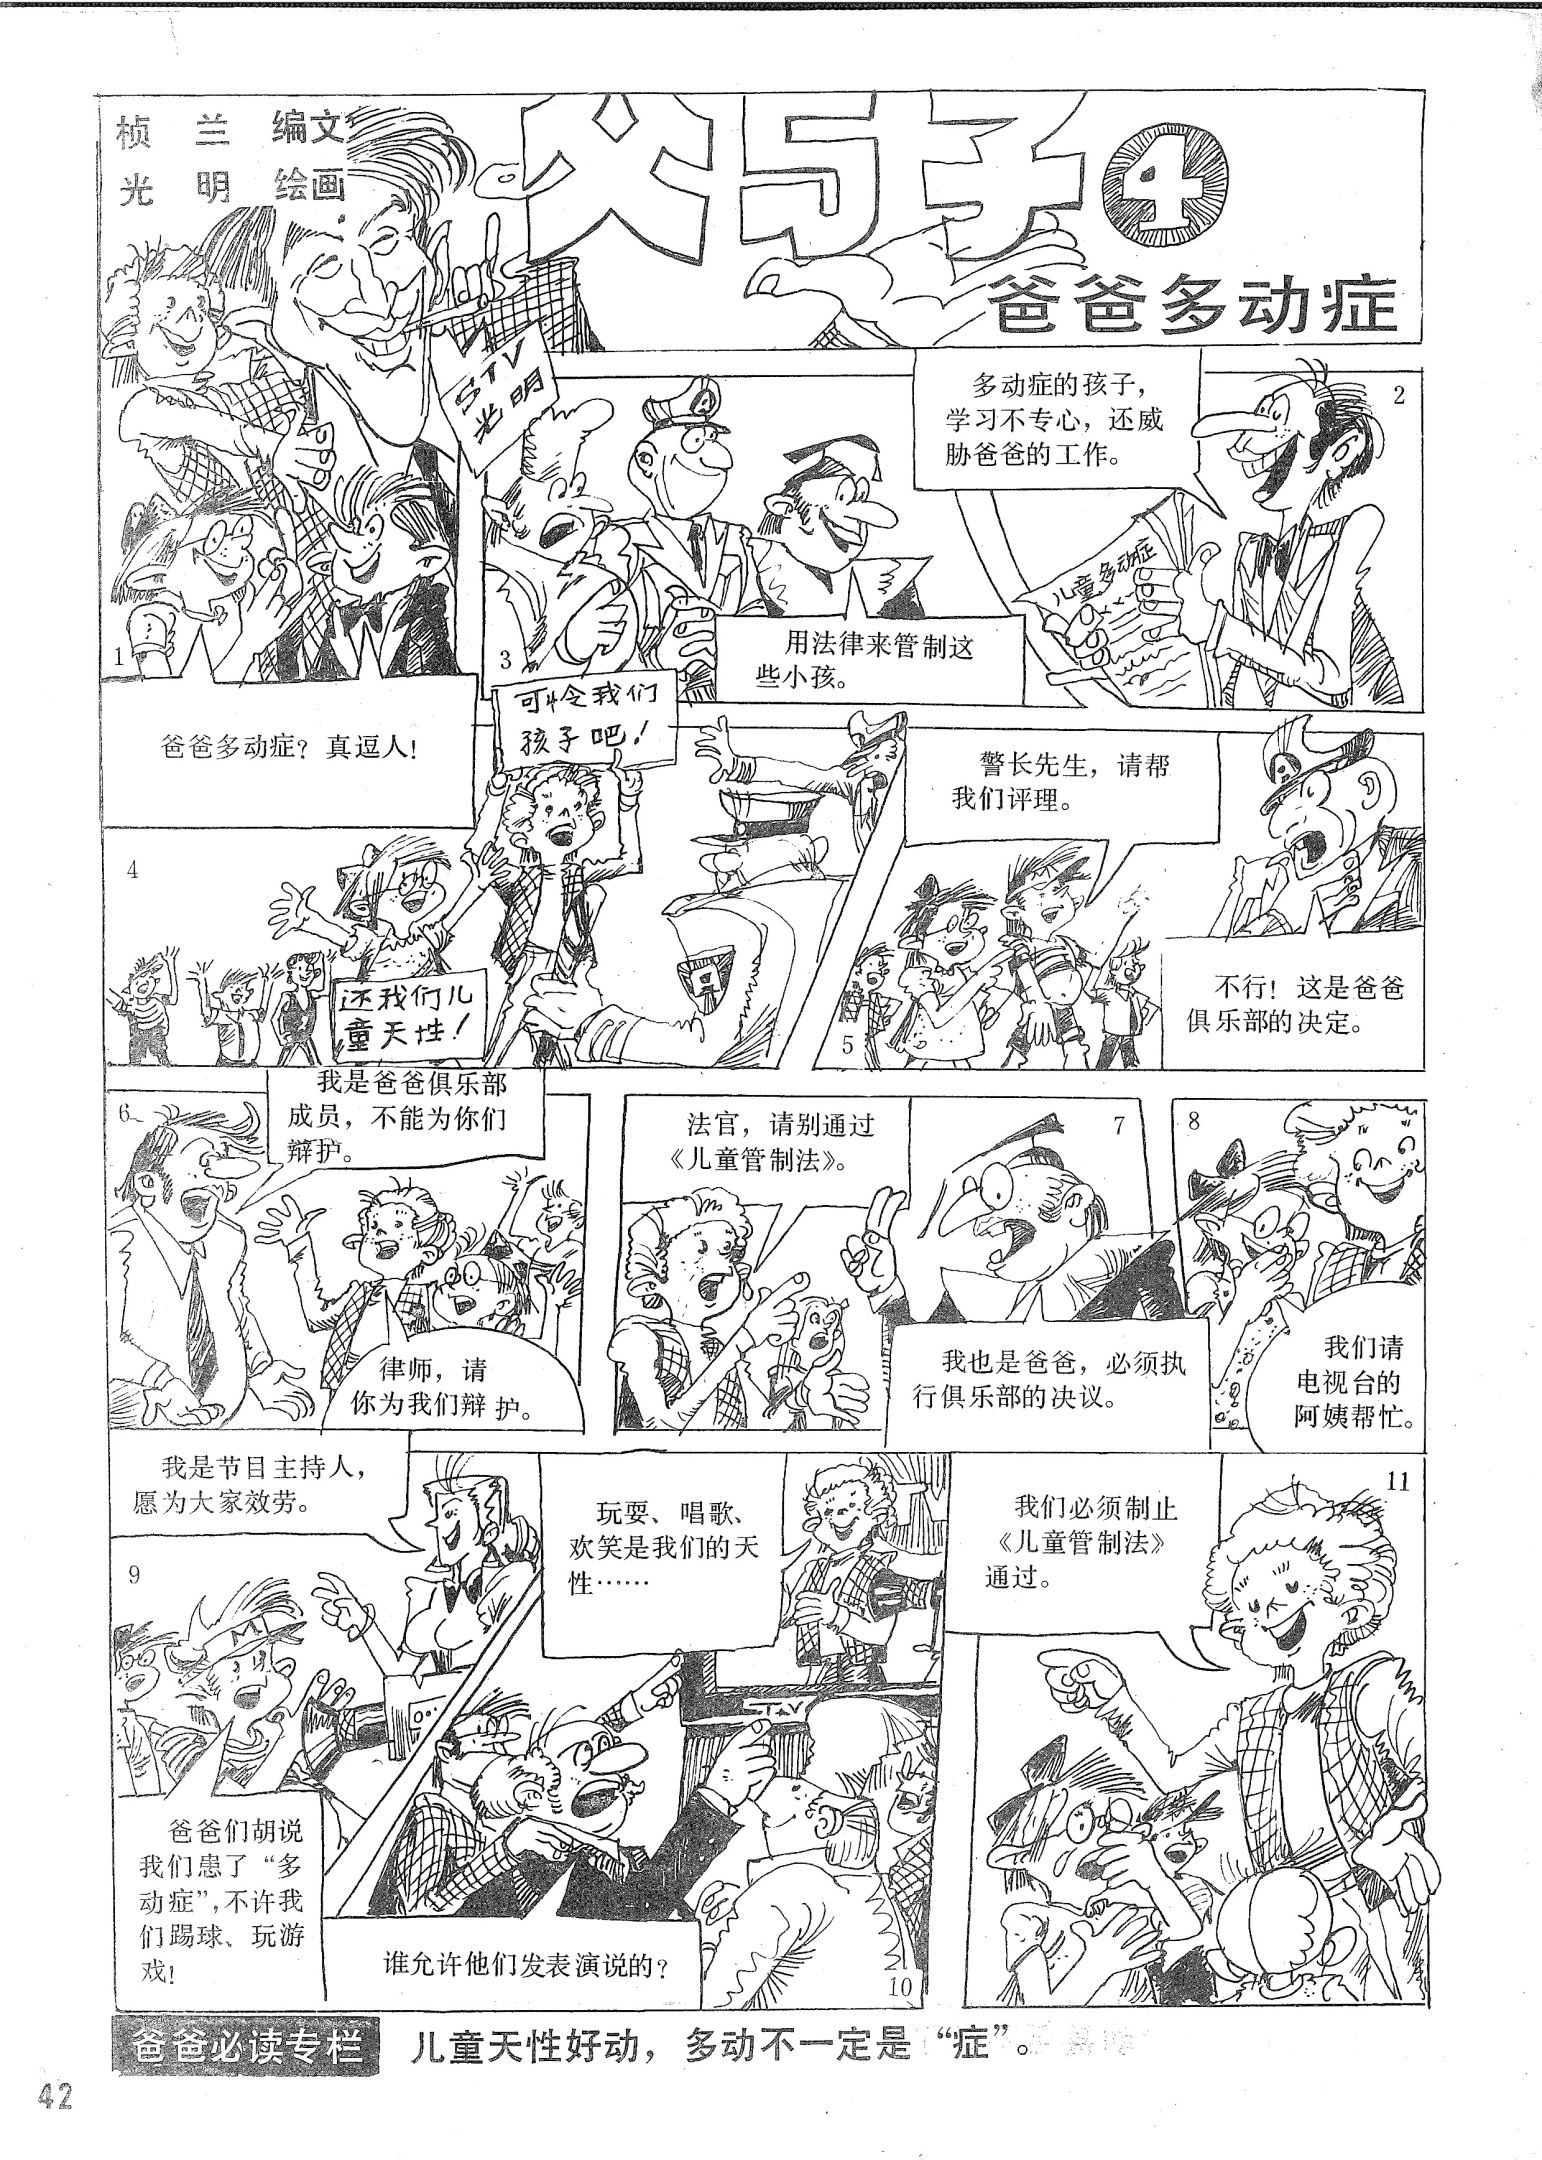 桢 兰 编文
光 明 绘画
父与子④
爸爸多动症
STV
光明
1
爸爸多动症？真逗人！
2
多动症的孩子，
学习不专心，还威
胁爸爸的工作。
儿童多动症
3
用法律来管制这
些小孩。
4
可怜我们
孩子吧！
还我们儿
童天性！
5
警长先生，请帮
我们评理。
不行！这是爸爸
俱乐部的决定。
6
我是爸爸俱乐部
成员，不能为你们
辩护。
律师，请
你为我们辩护。
7
法官，请别通过
《儿童管制法》。
我也是爸爸，必须执
行俱乐部的决议。
8
我们请
电视台的
阿姨帮忙。
9
我是节目主持人，
愿为大家效劳。
爸爸们胡说
我们患了“多
动症”，不许我
们踢球、玩游
戏！
玩耍、唱歌、
欢笑是我们的天
性……
STV
谁允许他们发表演说的？
10
11
我们必须制止
《儿童管制法》
通过。
爸爸必读专栏 儿童天性好动，多动不一定是“症”。
42